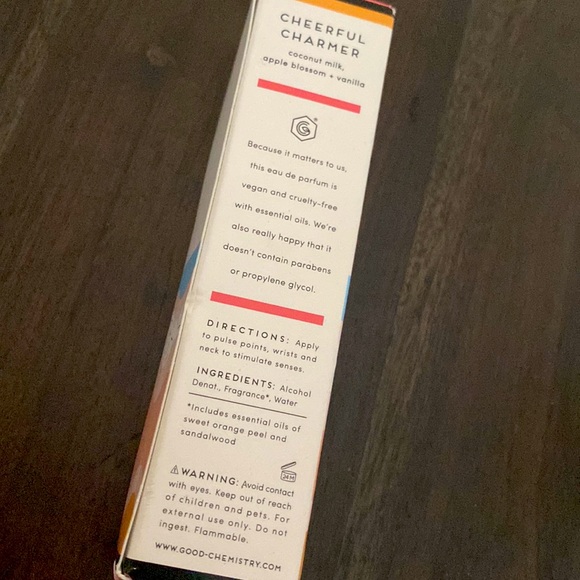 CHEERFUL
CHARMER
coconut milk,
apple blossom + vanilla
G
Because it matters to us,
this eau de parfum is
vegan and cruelty-free
with essential oils. We're
also really happy that it
doesn't contain parabens
or propylene glycol.
DIRECTIONS: Apply
to pulse points, wrists and
neck to stimulate senses.
INGREDIENTS: Alcohol
Denat., Fragrance*, Water
*Includes essential oils of
sweet orange peel and
sandalwood
24 M
⚠WARNING: Avoid contact
with eyes. Keep out of reach
of children and pets. For
external use only. Do not
ingest. Flammable.
WWW.GOOD-CHEMISTRY.COM